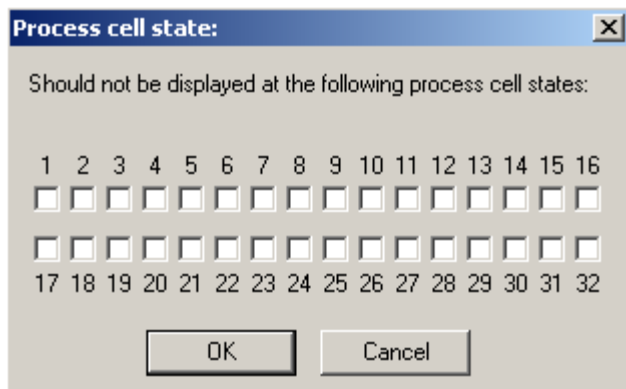 Process cell state:
Should not be displayed at the following process cell states:
1 2 3 4 5 6 7 8 9 10 11 12 13 14 15 16
17 18 19 20 21 22 23 24 25 26 27 28 29 30 31 32
OK Cancel